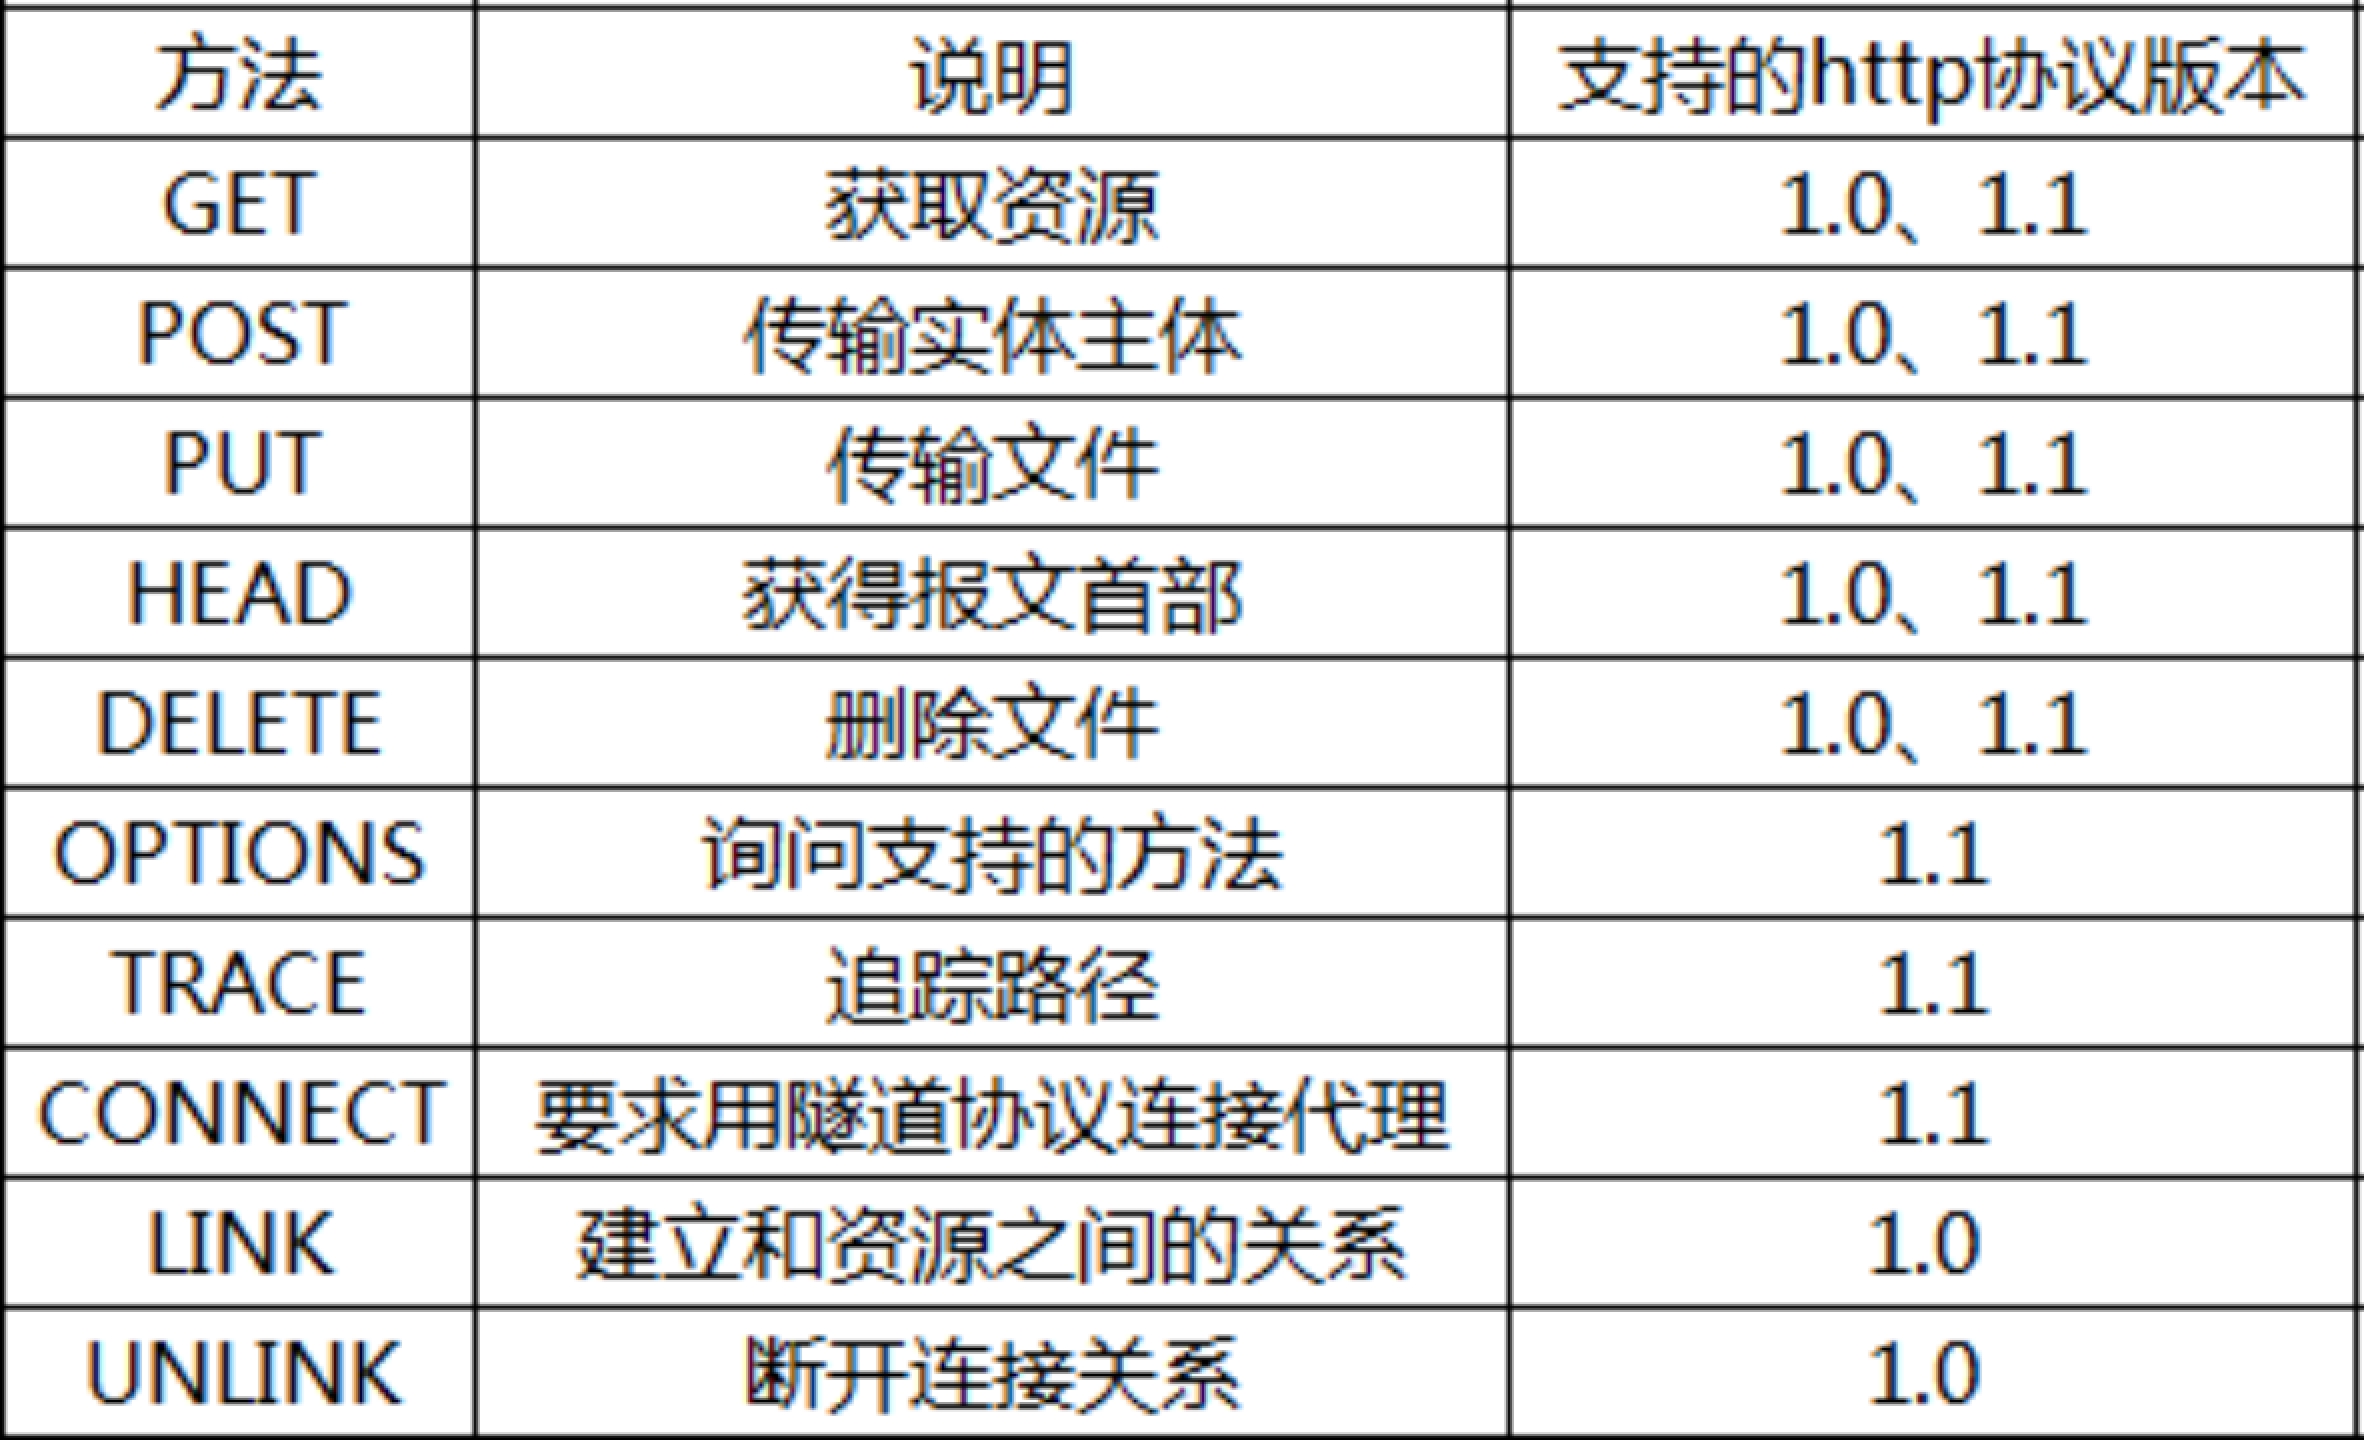 方法 说明 支持的http协议版本
GET 获取资源 1.0、1.1
POST 传输实体主体 1.0、1.1
PUT 传输文件 1.0、1.1
HEAD 获得报文首部 1.0、1.1
DELETE 删除文件 1.0、1.1
OPTIONS 询问支持的方法 1.1
TRACE 追踪路径 1.1
CONNECT 要求用隧道协议连接代理 1.1
LINK 建立和资源之间的关系 1.0
UNLINK 断开连接关系 1.0